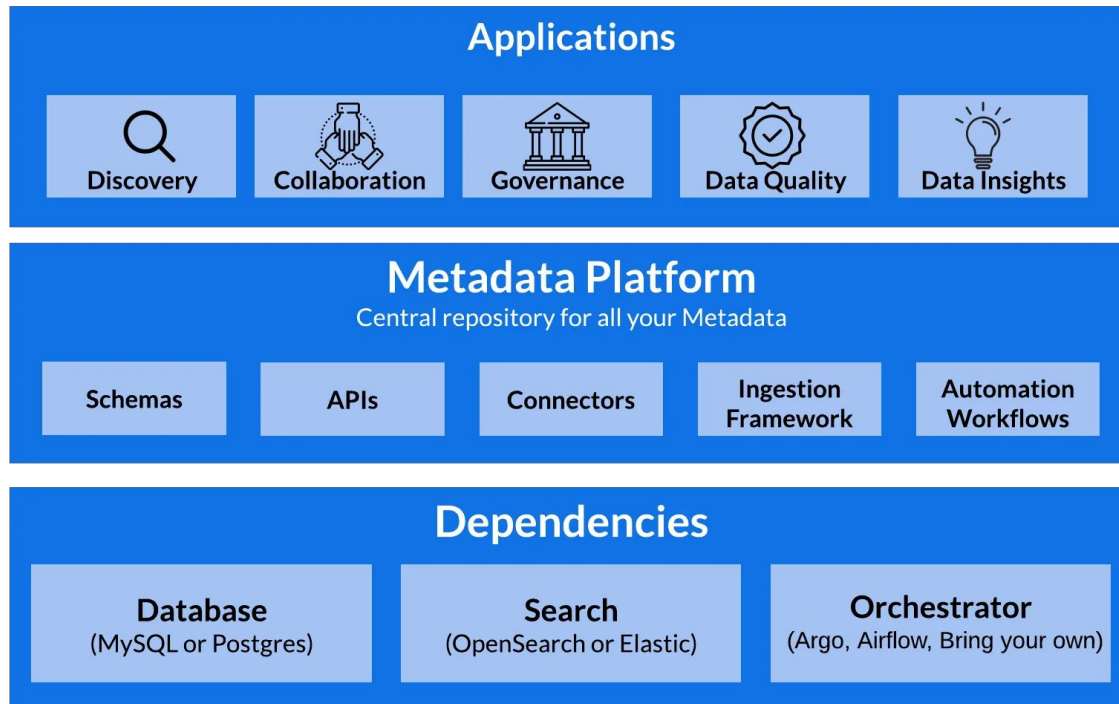 Applications
Discovery
Collaboration
Governance
Data Quality
Data Insights
Metadata Platform
Central repository for all your Metadata
Schemas
APIs
Connectors
Ingestion
Framework
Automation
Workflows
Dependencies
Database
(MySQL or Postgres)
Search
(OpenSearch or Elastic)
Orchestrator
(Argo, Airflow, Bring your own)